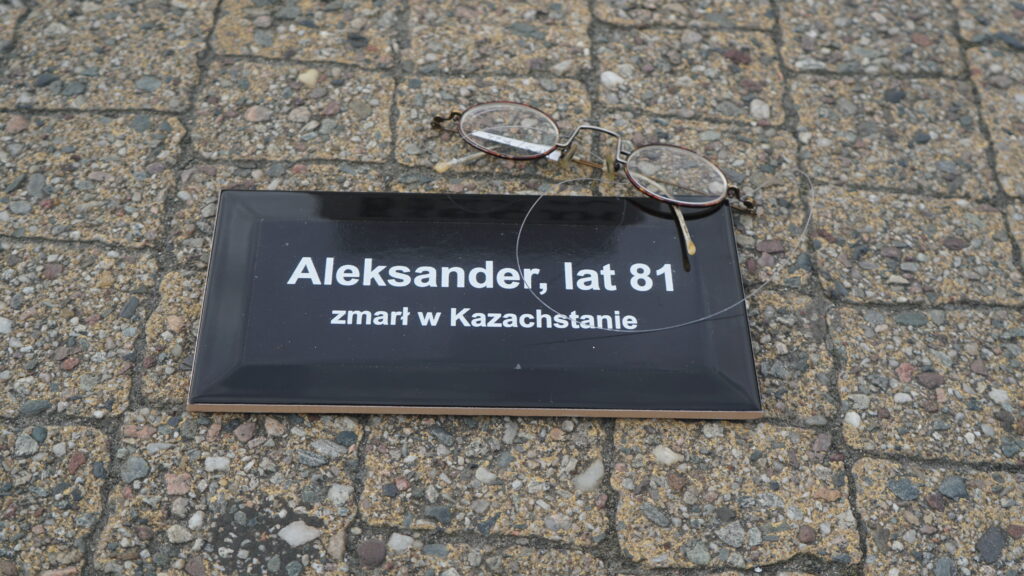 Aleksander, lat 81
zmarł w Kazachstanie